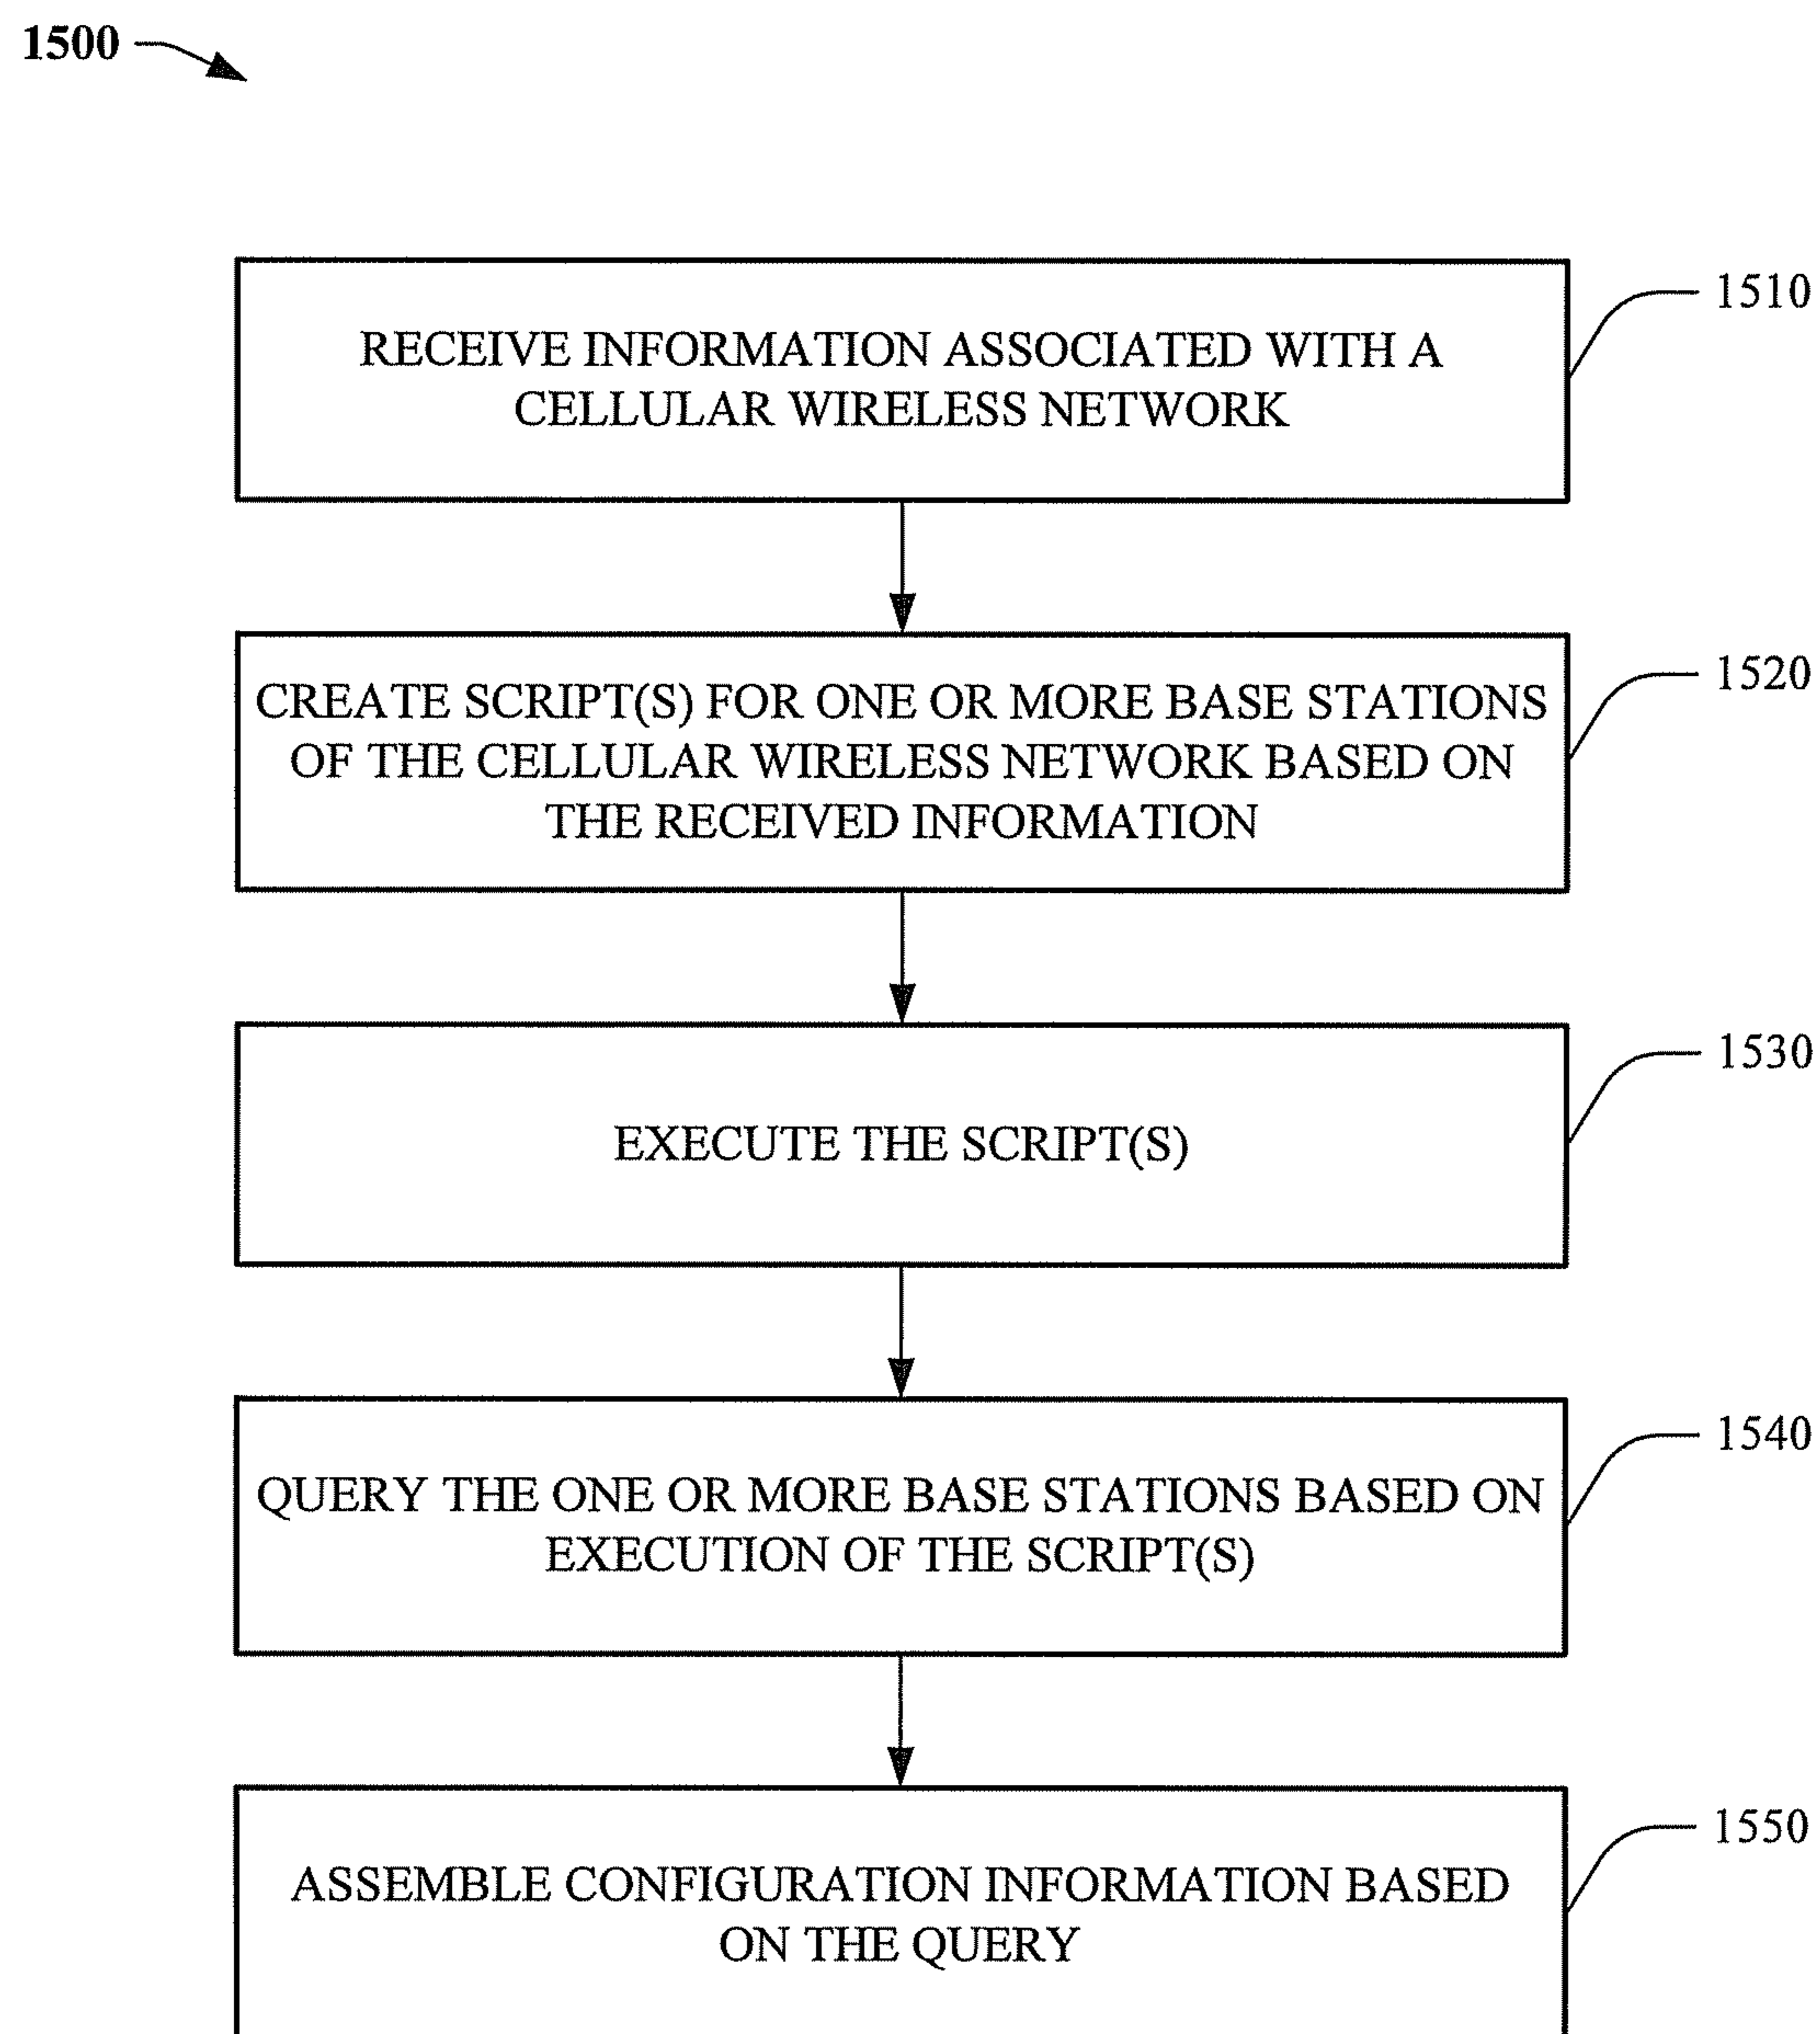 1500
RECEIVE INFORMATION ASSOCIATED WITH A
CELLULAR WIRELESS NETWORK
1510
CREATE SCRIPT(S) FOR ONE OR MORE BASE STATIONS
OF THE CELLULAR WIRELESS NETWORK BASED ON
THE RECEIVED INFORMATION
1520
EXECUTE THE SCRIPT(S)
1530
QUERY THE ONE OR MORE BASE STATIONS BASED ON
EXECUTION OF THE SCRIPT(S)
1540
ASSEMBLE CONFIGURATION INFORMATION BASED
ON THE QUERY
1550